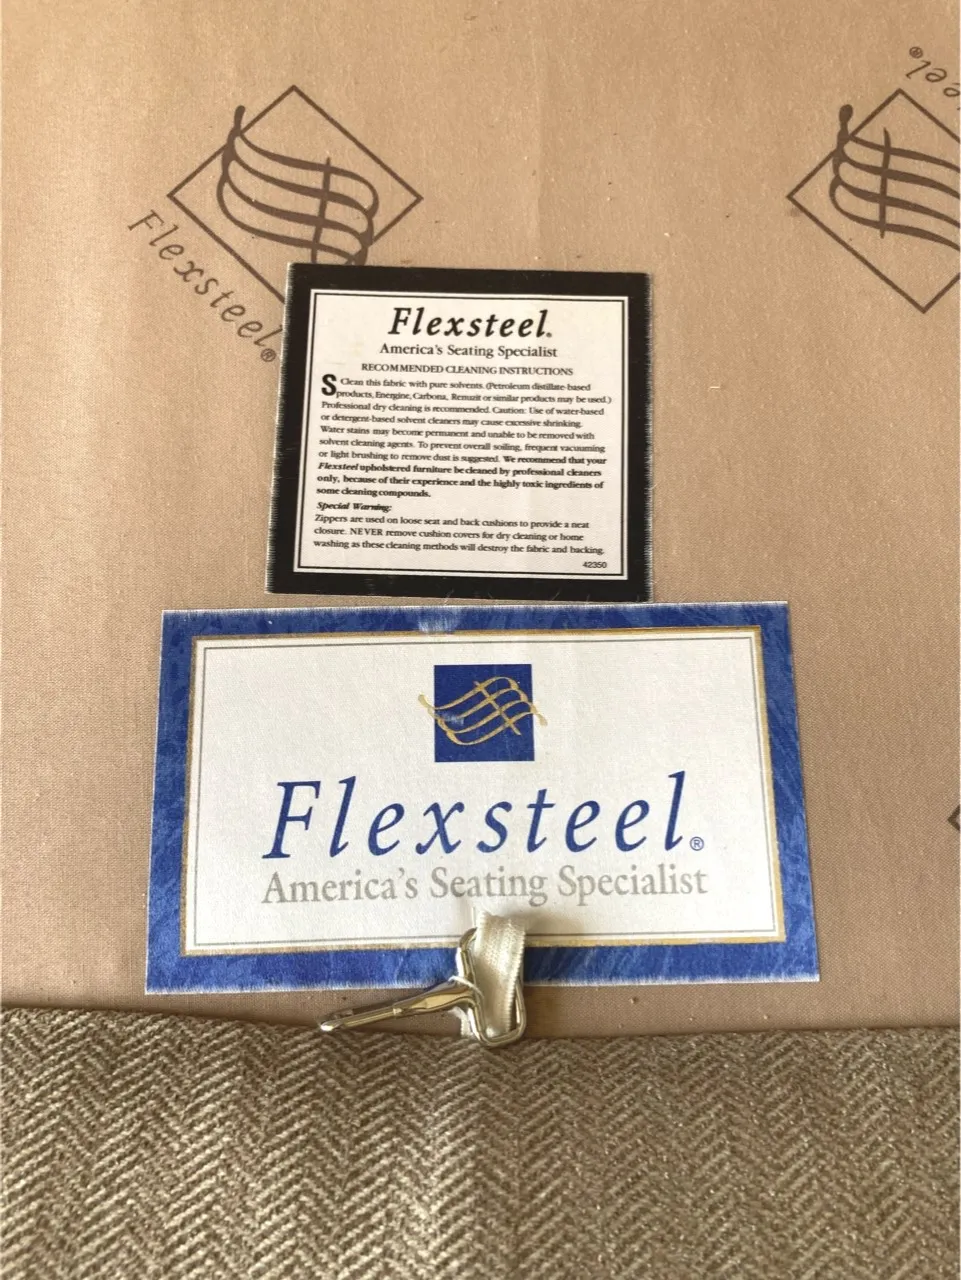 eel®
Flexsteel®
Flexsteel®
America's Seating Specialist
RECOMMENDED CLEANING INSTRUCTIONS
S Clean this fabric with pure solvents. (Petroleum distillate-based
products, Energine, Carbona, Renuzit or similar products may be used.)
Professional dry cleaning is recommended. Caution: Use of water-based
or detergent-based solvent cleaners may cause excessive shrinking.
Water stains may become permanent and unable to be removed with
solvent cleaning agents. To prevent overall soiling, frequent vacuuming
or light brushing to remove dust is suggested. We recommend that your
Flexsteel upholstered furniture be cleaned by professional cleaners
only, because of their experience and the highly toxic ingredients of
some cleaning compounds.
Special Warning:
Zippers are used on loose seat and back cushions to provide a neat
closure. NEVER remove cushion covers for dry cleaning or home
washing as these cleaning methods will destroy the fabric and backing.
42350
Flexsteel®
America's Seating Specialist